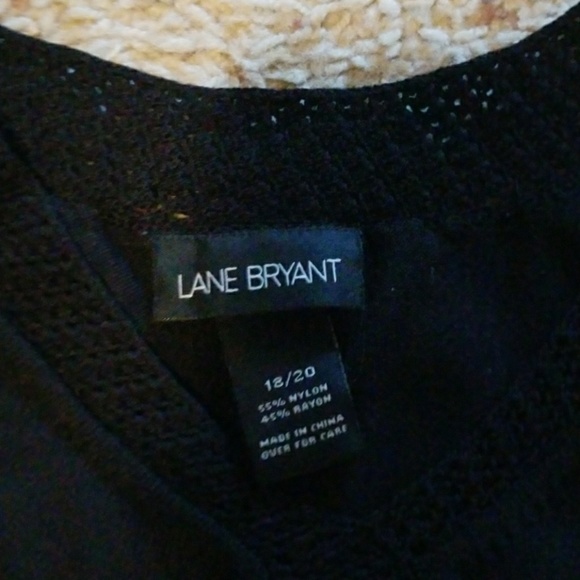 LANE BRYANT
18/20
55% NYLON
45% RAYON
MADE IN CHINA
OVER FOR CARE